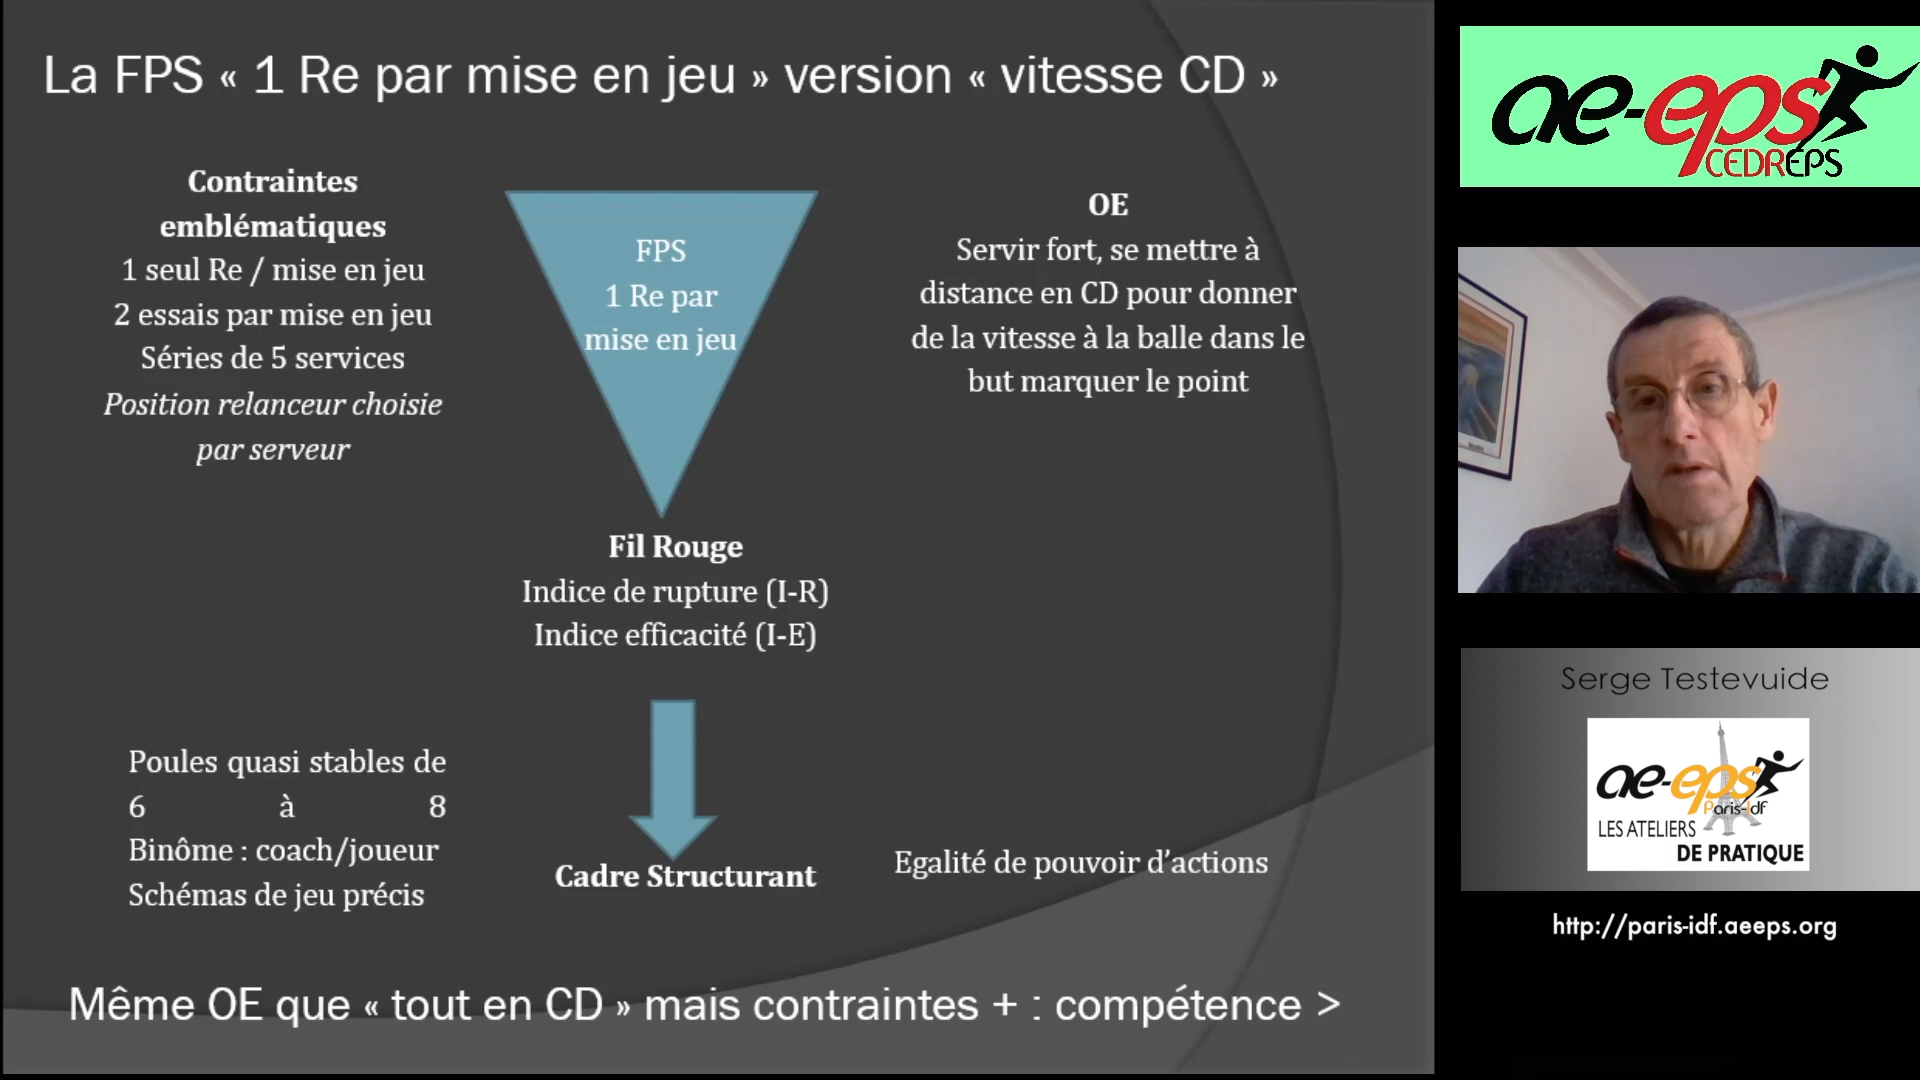 La FPS « 1 Re par mise en jeu » version « vitesse CD »
Contraintes
emblématiques
1 seul Re / mise en jeu
2 essais par mise en jeu
Séries de 5 services
Position relanceur choisie
par serveur
FPS
1 Re par
mise en jeu
OE
Servir fort, se mettre à
distance en CD pour donner
de la vitesse à la balle dans le
but marquer le point
Fil Rouge
Indice de rupture (I-R)
Indice efficacité (I-E)
Poules quasi stables de
6 à 8
Binôme : coach/joueur
Schémas de jeu précis
Cadre Structurant
Egalité de pouvoir d’actions
Même OE que « tout en CD » mais contraintes + : compétence >
ae-eps
CEDREPS
Serge Testevuide
ae-eps
Paris-Idf
LES ATELIERS
DE PRATIQUE
http://paris-idf.aeeps.org